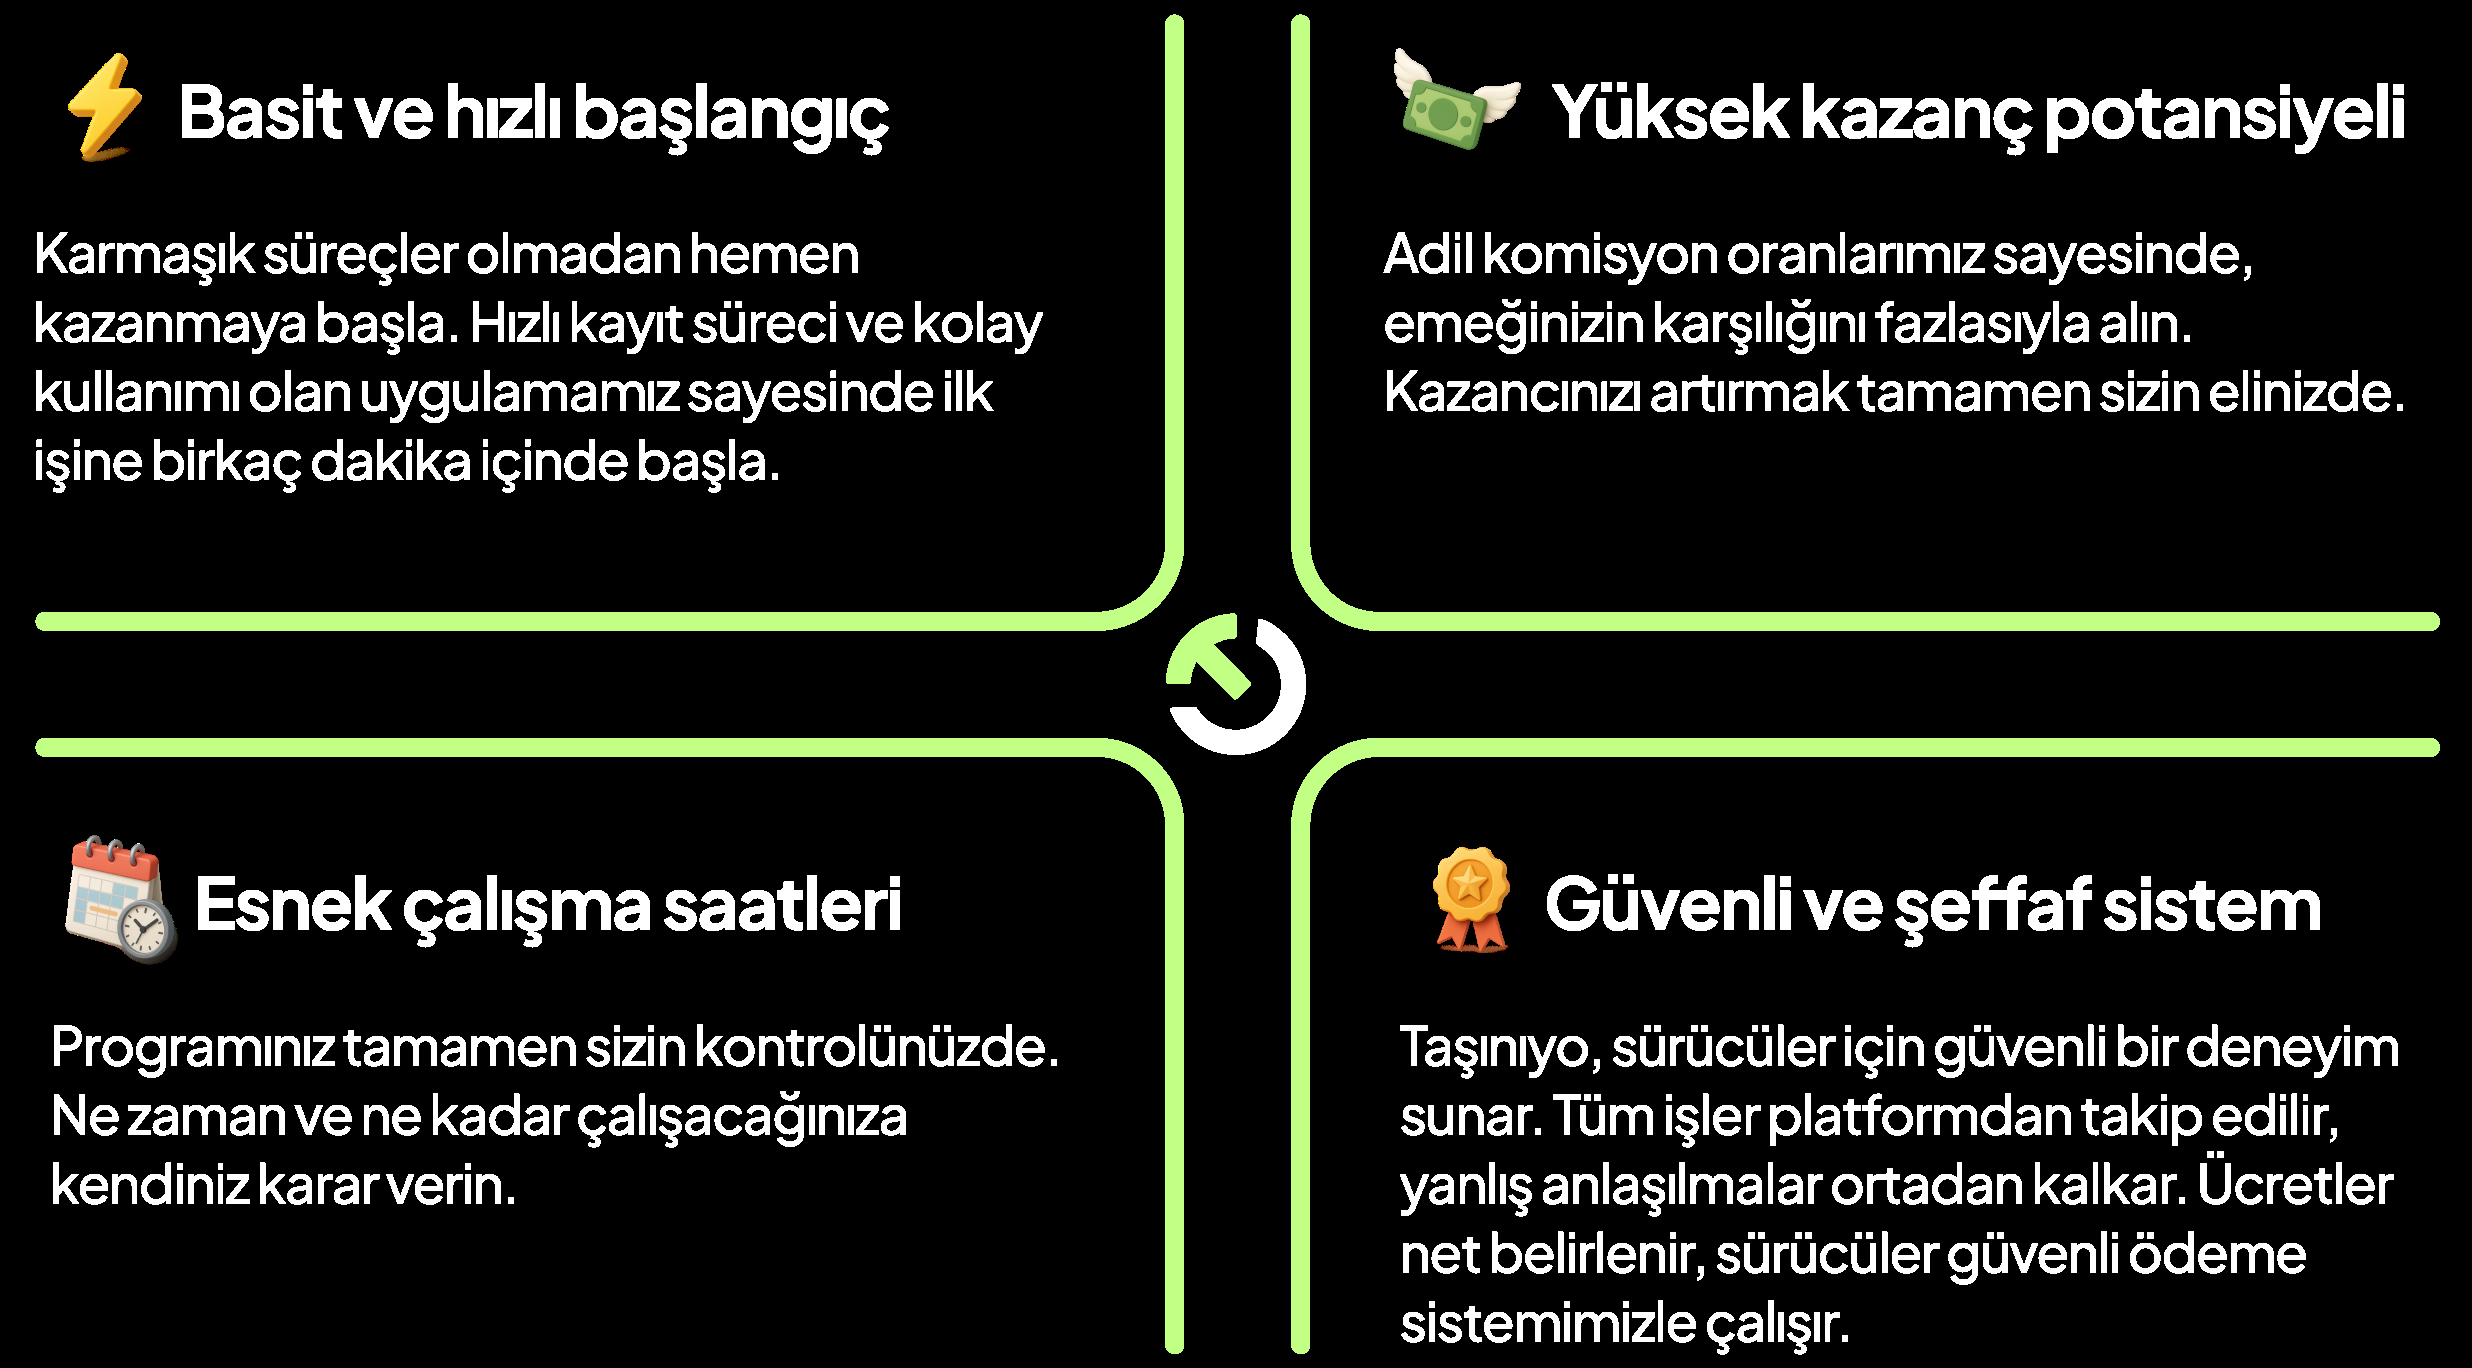 Basit ve hızlı başlangıç
Karmaşık süreçler olmadan hemen
kazanmaya başla. Hızlı kayıt süreci ve kolay
kullanımı olan uygulamamız sayesinde ilk
işine birkaç dakika içinde başla.
Yüksek kazanç potansiyeli
Adil komisyon oranlarımız sayesinde,
emeğinizin karşılığını fazlasıyla alın.
Kazancınızı artırmak tamamen sizin elinizde.
Esnek çalışma saatleri
Programınız tamamen sizin kontrolünüzde.
Ne zaman ve ne kadar çalışacağınıza
kendiniz karar verin.
Güvenli ve şeffaf sistem
Taşınıyo, sürücüler için güvenli bir deneyim
sunar. Tüm işler platformdan takip edilir,
yanlış anlaşılmalar ortadan kalkar. Ücretler
net belirlenir, sürücüler güvenli ödeme
sistemimizle çalışır.